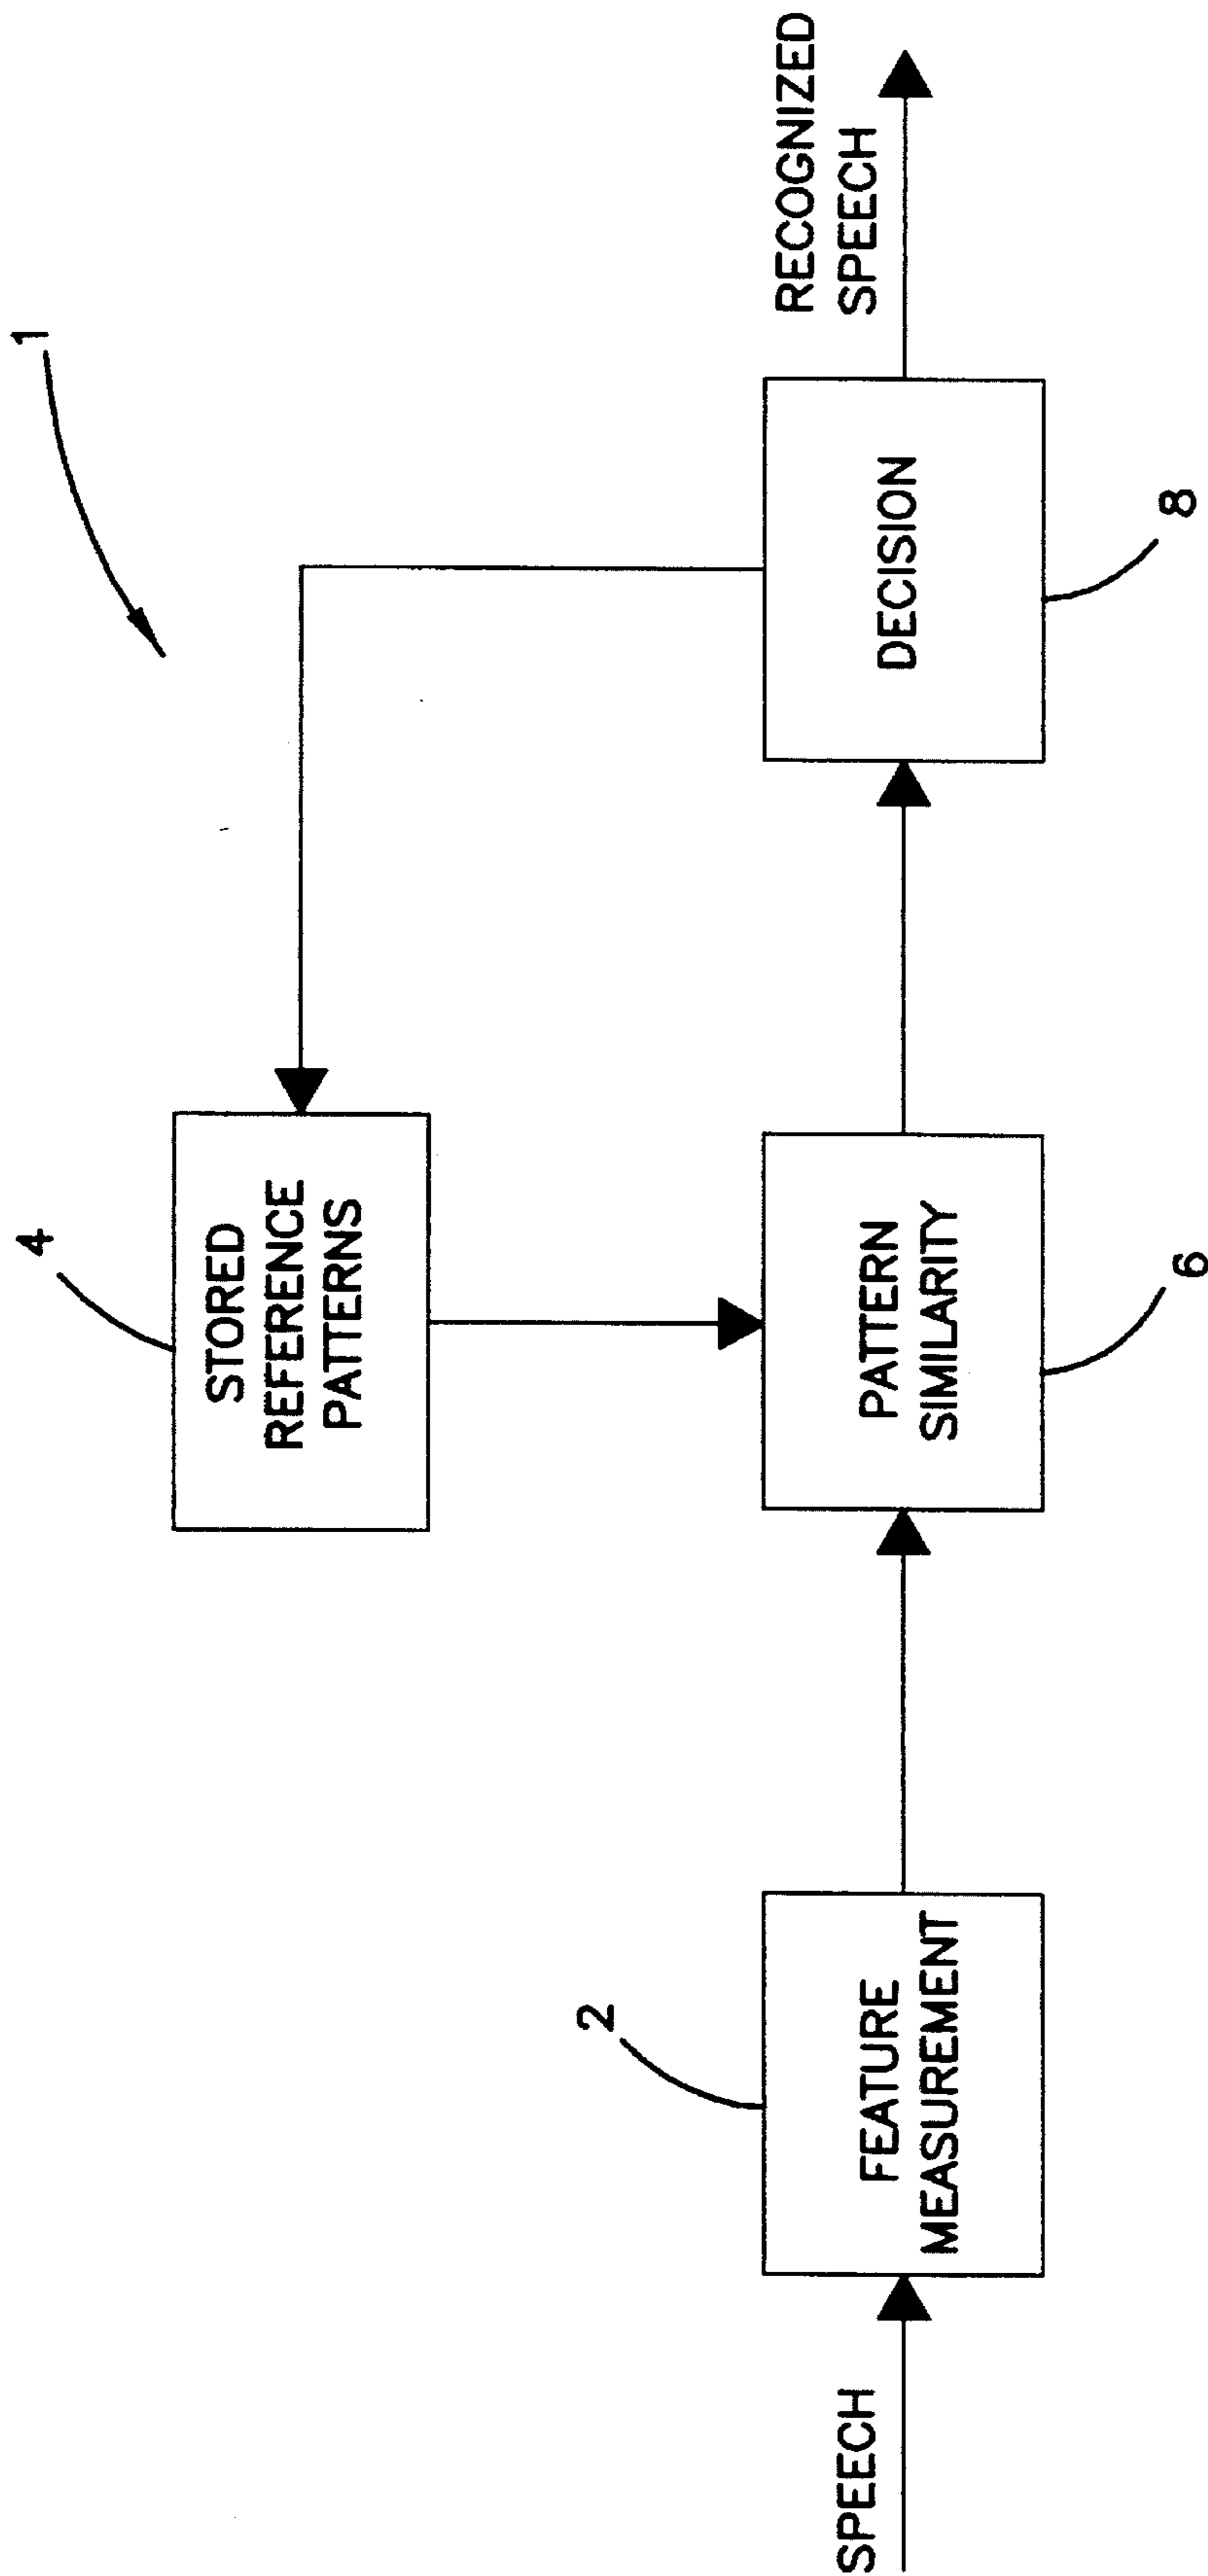 1
4
STORED
REFERENCE
PATTERNS
2
SPEECH
FEATURE
MEASUREMENT
PATTERN
SIMILARITY
6
DECISION
8
RECOGNIZED
SPEECH